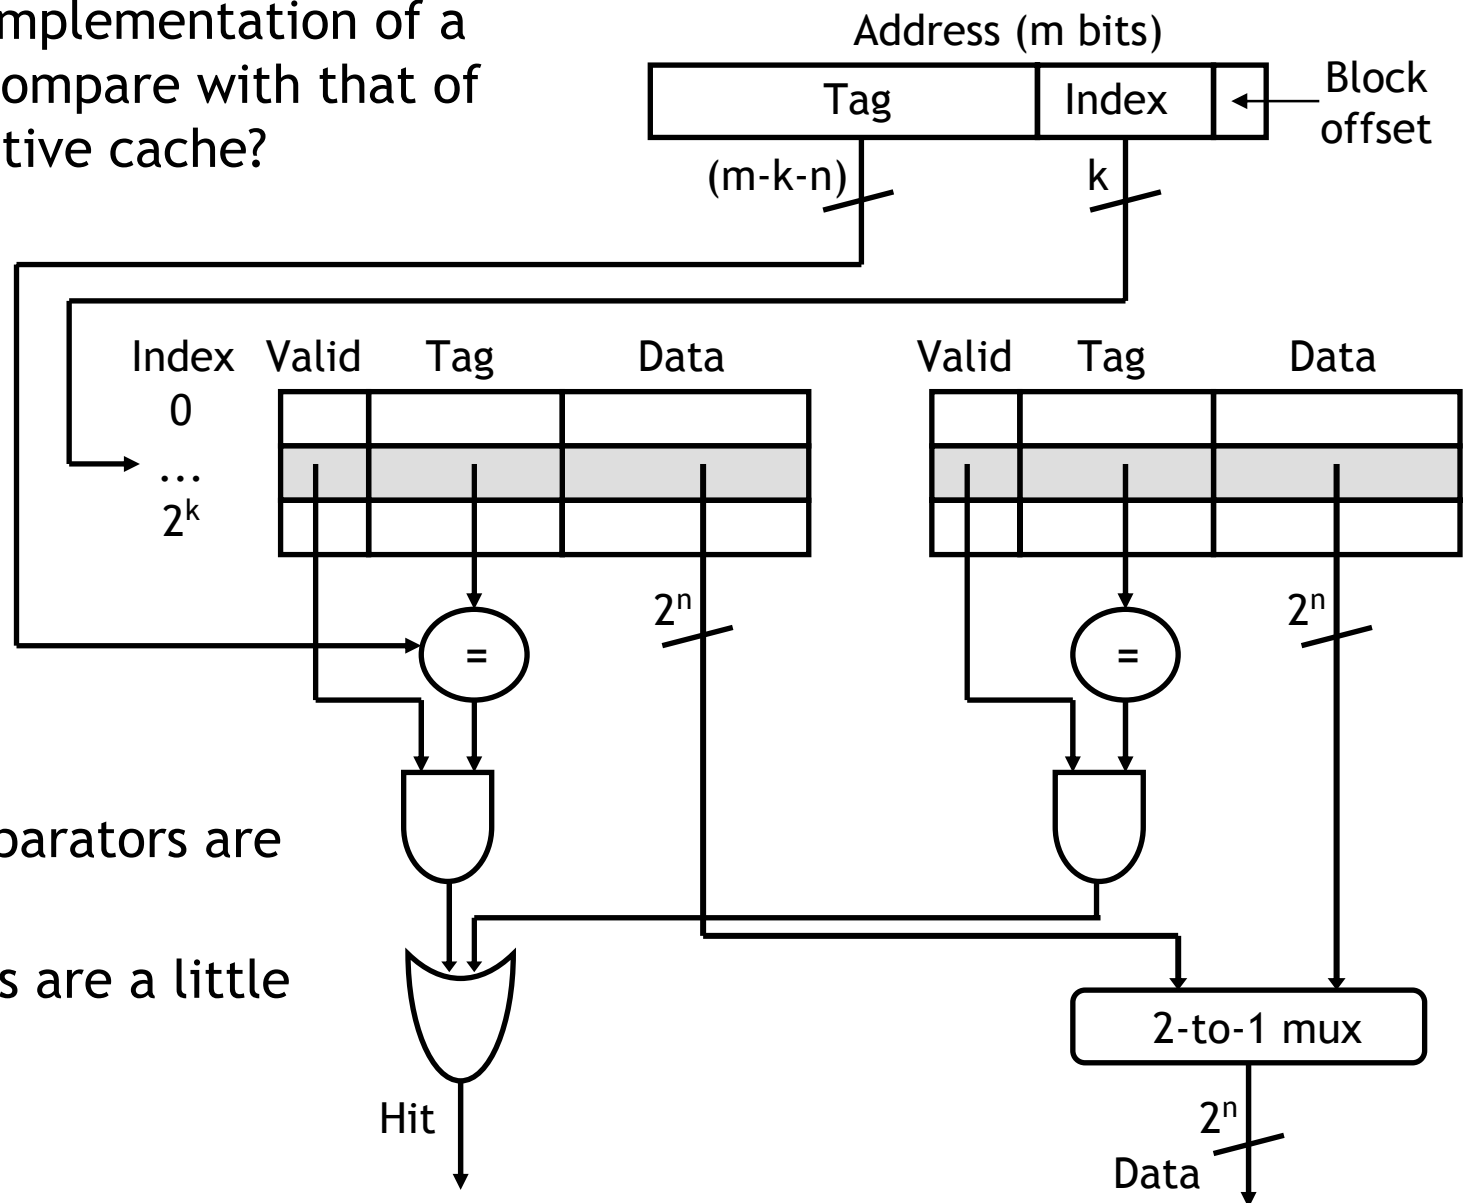 mplementation of a
ompare with that of
tive cache?
Address (m bits)
Tag Index
Block
offset
(m-k-n) k
Index Valid Tag Data Valid Tag Data
0
...
2^k
2^n 2^n
= =
parators are
s are a little
2-to-1 mux
Hit
2^n
Data